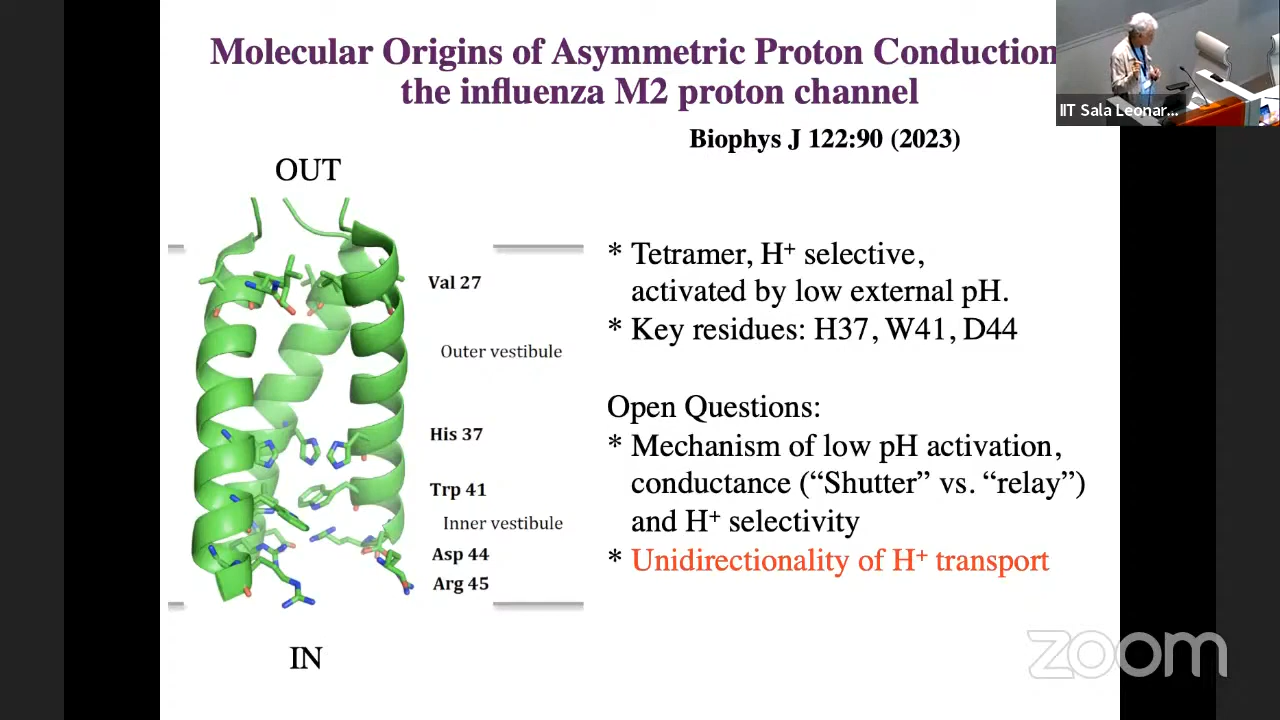 Molecular Origins of Asymmetric Proton Conduction
the influenza M2 proton channel
IIT Sala Leonar...
Biophys J 122:90 (2023)
OUT
Val 27
Outer vestibule
His 37
Trp 41
Inner vestibule
Asp 44
Arg 45
IN
* Tetramer, H⁺ selective,
activated by low external pH.
* Key residues: H37, W41, D44
Open Questions:
* Mechanism of low pH activation,
conductance (“Shutter” vs. “relay”)
and H⁺ selectivity
* Unidirectionality of H⁺ transport
zoom